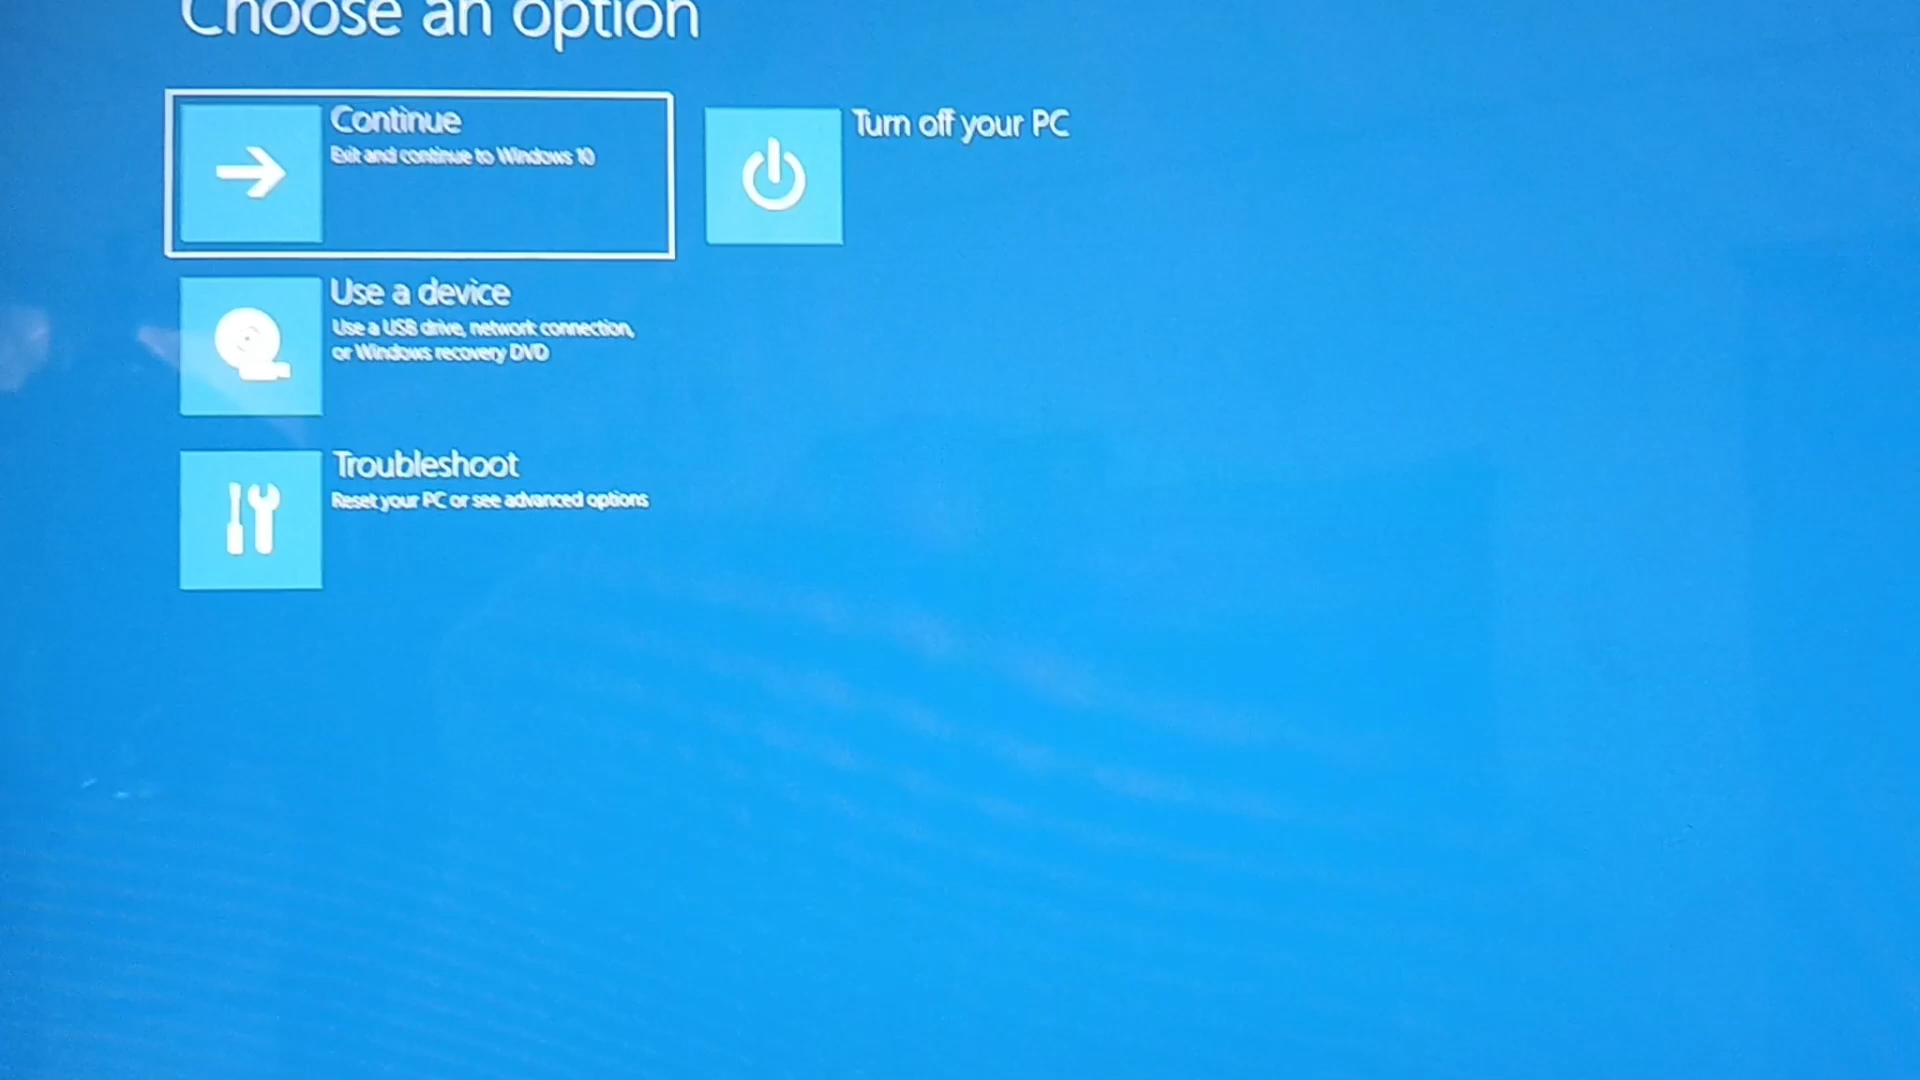 Choose an option
Continue
Exit and continue to Windows 10
Turn off your PC
Use a device
Use a USB drive, network connection,
or Windows recovery DVD
Troubleshoot
Reset your PC or see advanced options